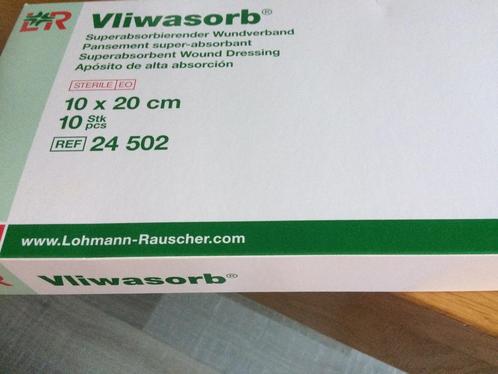 L&R Vliwasorb®
Superabsorbierender Wundverband
Pansement super-absorbant
Superabsorbent Wound Dressing
Apósito de alta absorción
STERILE EO
10 x 20 cm
10 Stk pcs
REF 24 502
www.Lohmann-Rauscher.com
R Vliwasorb®